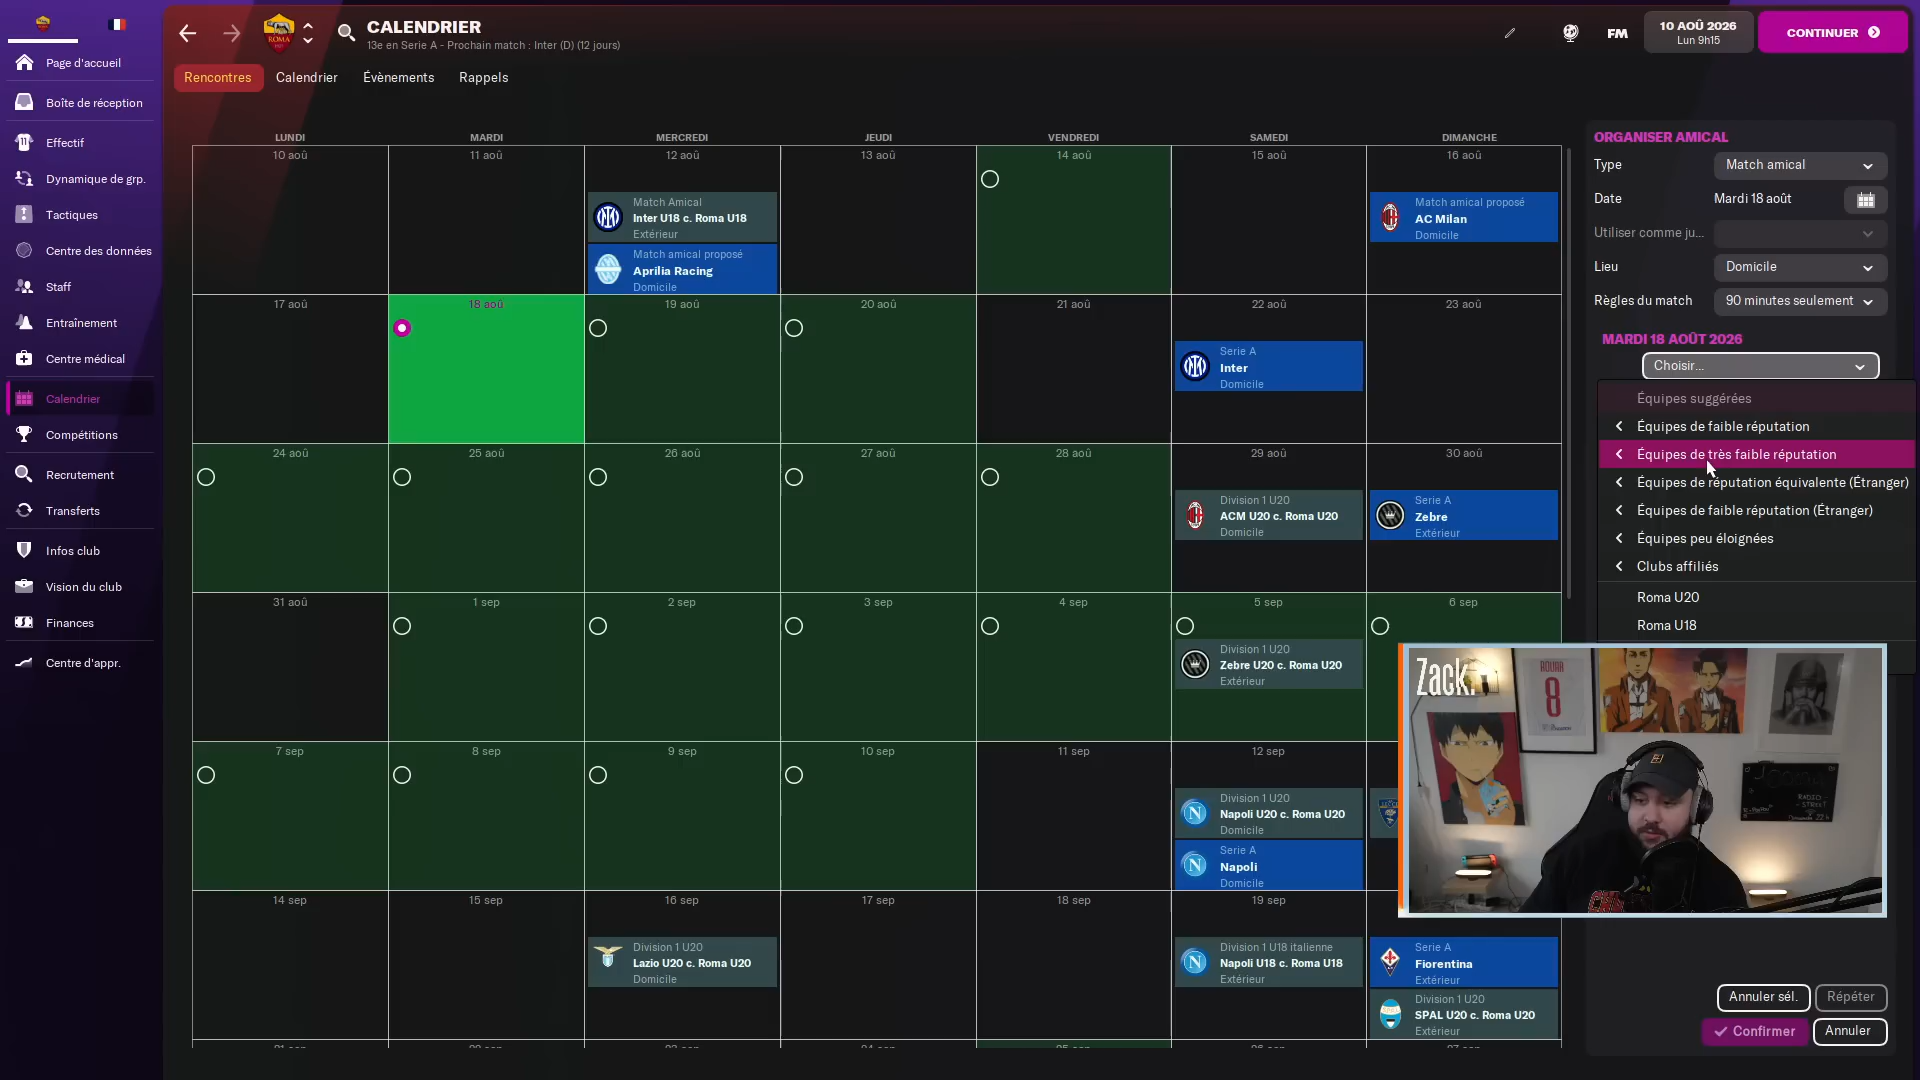 CALENDRIER
13e en Serie A - Prochain match : Inter (D) (12 jours)
FM
10 AOÛ 2026
Lun 9h15
CONTINUER
Page d'accueil
Boîte de réception
Effectif
Dynamique de grp.
Tactiques
Centre des données
Staff
Entraînement
Centre médical
Calendrier
Compétitions
Recrutement
Transferts
Infos club
Vision du club
Finances
Centre d'appr.
Rencontres
Calendrier
Évènements
Rappels
LUNDI
MARDI
MERCREDI
JEUDI
VENDREDI
SAMEDI
DIMANCHE
10 aoû
11 aoû
12 aoû
Match Amical
Inter U18 c. Roma U18
Extérieur
Match amical proposé
Aprilia Racing
Domicile
13 aoû
14 aoû
15 aoû
16 aoû
Match amical proposé
AC Milan
Domicile
17 aoû
18 aoû
19 aoû
20 aoû
21 aoû
22 aoû
Serie A
Inter
Domicile
23 aoû
24 aoû
25 aoû
26 aoû
27 aoû
28 aoû
29 aoû
Division 1 U20
ACM U20 c. Roma U20
Domicile
30 aoû
Serie A
Zebre
Extérieur
31 aoû
1 sep
2 sep
3 sep
4 sep
5 sep
Division 1 U20
Zebre U20 c. Roma U20
Extérieur
6 sep
7 sep
8 sep
9 sep
10 sep
11 sep
12 sep
Division 1 U20
Napoli U20 c. Roma U20
Domicile
Serie A
Napoli
Domicile
14 sep
15 sep
16 sep
Division 1 U20
Lazio U20 c. Roma U20
Domicile
17 sep
18 sep
19 sep
Division 1 U18 italienne
Napoli U18 c. Roma U18
Extérieur
Serie A
Fiorentina
Extérieur
Division 1 U20
SPAL U20 c. Roma U20
Extérieur
ORGANISER AMICAL
Type
Match amical
Date
Mardi 18 août
Utiliser comme ju...
Lieu
Domicile
Règles du match
90 minutes seulement
MARDI 18 AOÛT 2026
Choisir...
Équipes suggérées
Équipes de faible réputation
Équipes de très faible réputation
Équipes de réputation équivalente (Étranger)
Équipes de faible réputation (Étranger)
Équipes peu éloignées
Clubs affiliés
Roma U20
Roma U18
Zack.
8
Annuler sél.
Répéter
Confirmer
Annuler